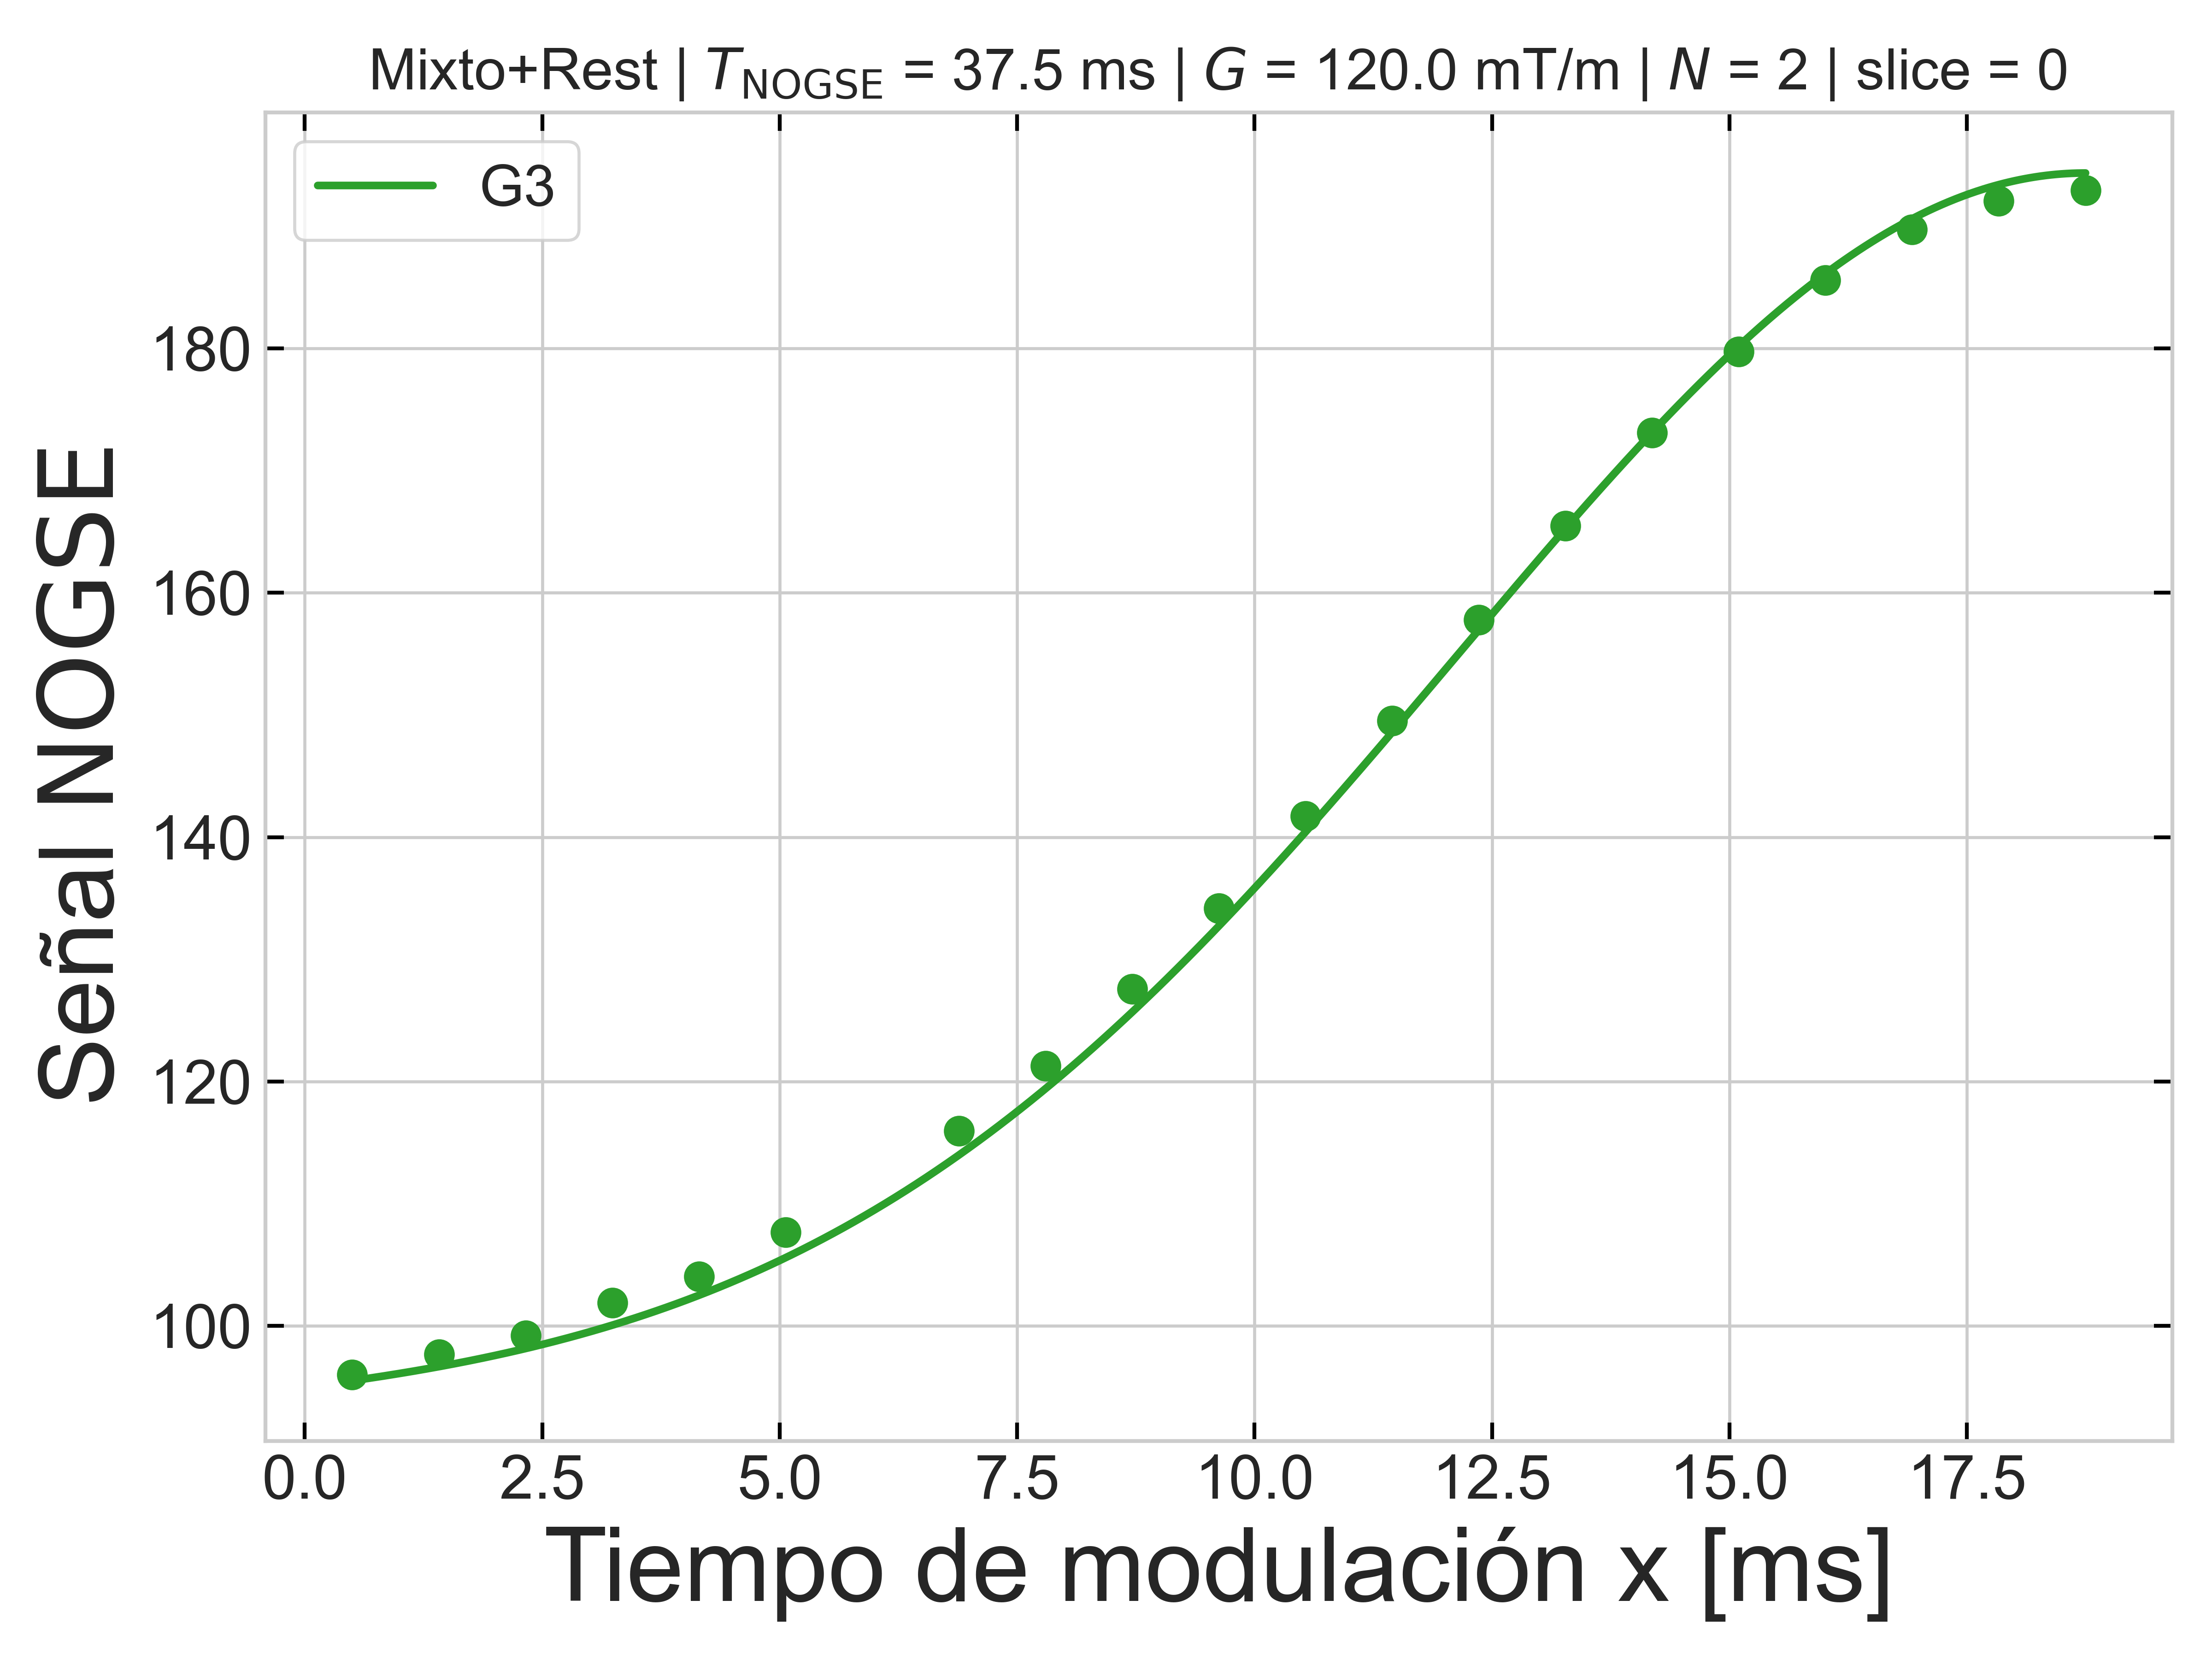 Mixto+Rest | T_NOGSE = 37.5 ms | G = 120.0 mT/m | N = 2 | slice = 0
G3
Señal NOGSE
180
160
140
120
100
0.0 2.5 5.0 7.5 10.0 12.5 15.0 17.5
Tiempo de modulación x [ms]